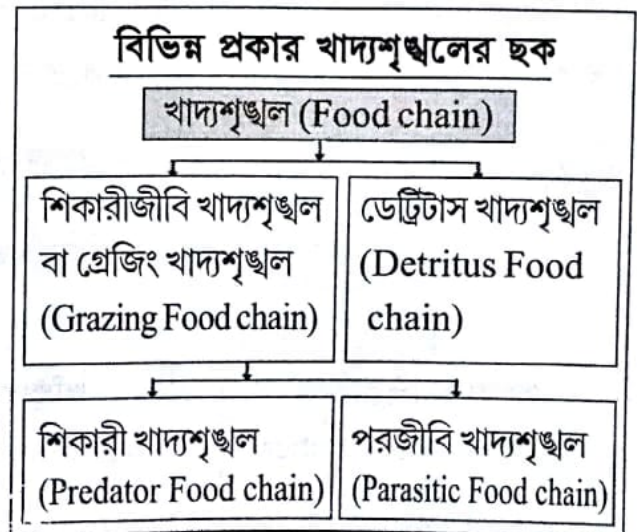 বিভিন্ন প্রকার খাদ্যশৃঙ্খলের ছক
খাদ্যশৃঙ্খল (Food chain)
শিকারীজীবি খাদ্যশৃঙ্খল
বা গ্রেজিং খাদ্যশৃঙ্খল
(Grazing Food chain)
ডেট্রিটাস খাদ্যশৃঙ্খল
(Detritus Food
chain)
শিকারী খাদ্যশৃঙ্খল
(Predator Food chain)
পরজীবি খাদ্যশৃঙ্খল
(Parasitic Food chain)